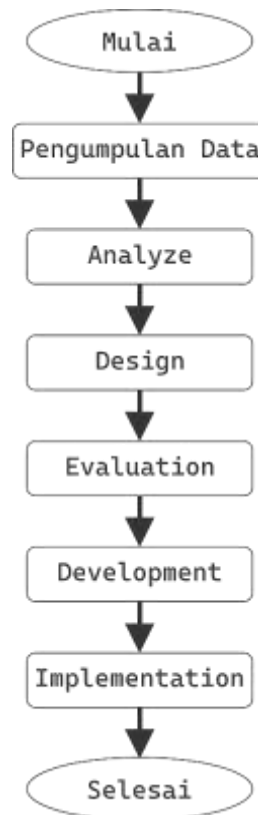 Mulai
Pengumpulan Data
Analyze
Design
Evaluation
Development
Implementation
Selesai